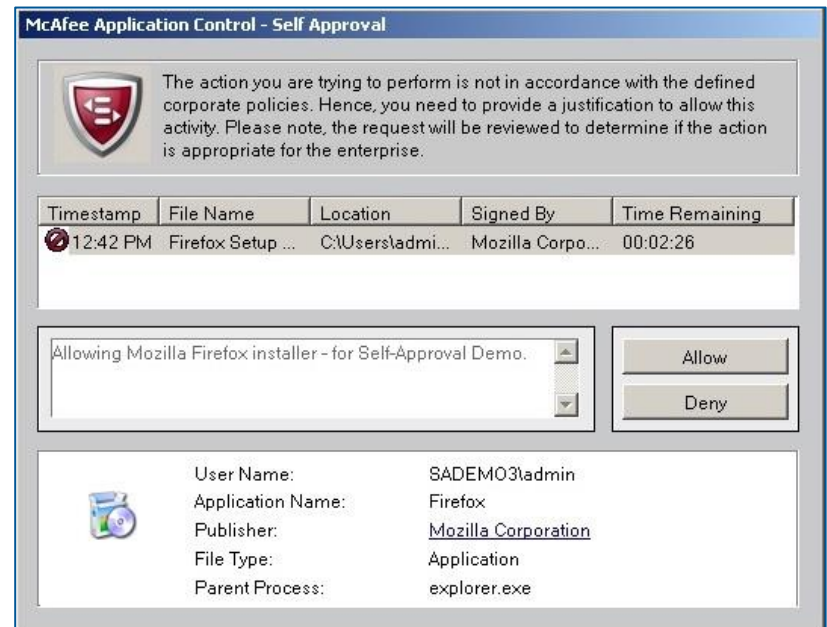 McAfee Application Control - Self Approval
The action you are trying to perform is not in accordance with the defined
corporate policies. Hence, you need to provide a justification to allow this
activity. Please note, the request will be reviewed to determine if the action
is appropriate for the enterprise.
Timestamp File Name Location Signed By Time Remaining
12:42 PM Firefox Setup ... C:\Users\admi... Mozilla Corpo... 00:02:26
Allowing Mozilla Firefox installer - for Self-Approval Demo.
Allow
Deny
User Name: SADEMO3\admin
Application Name: Firefox
Publisher: Mozilla Corporation
File Type: Application
Parent Process: explorer.exe